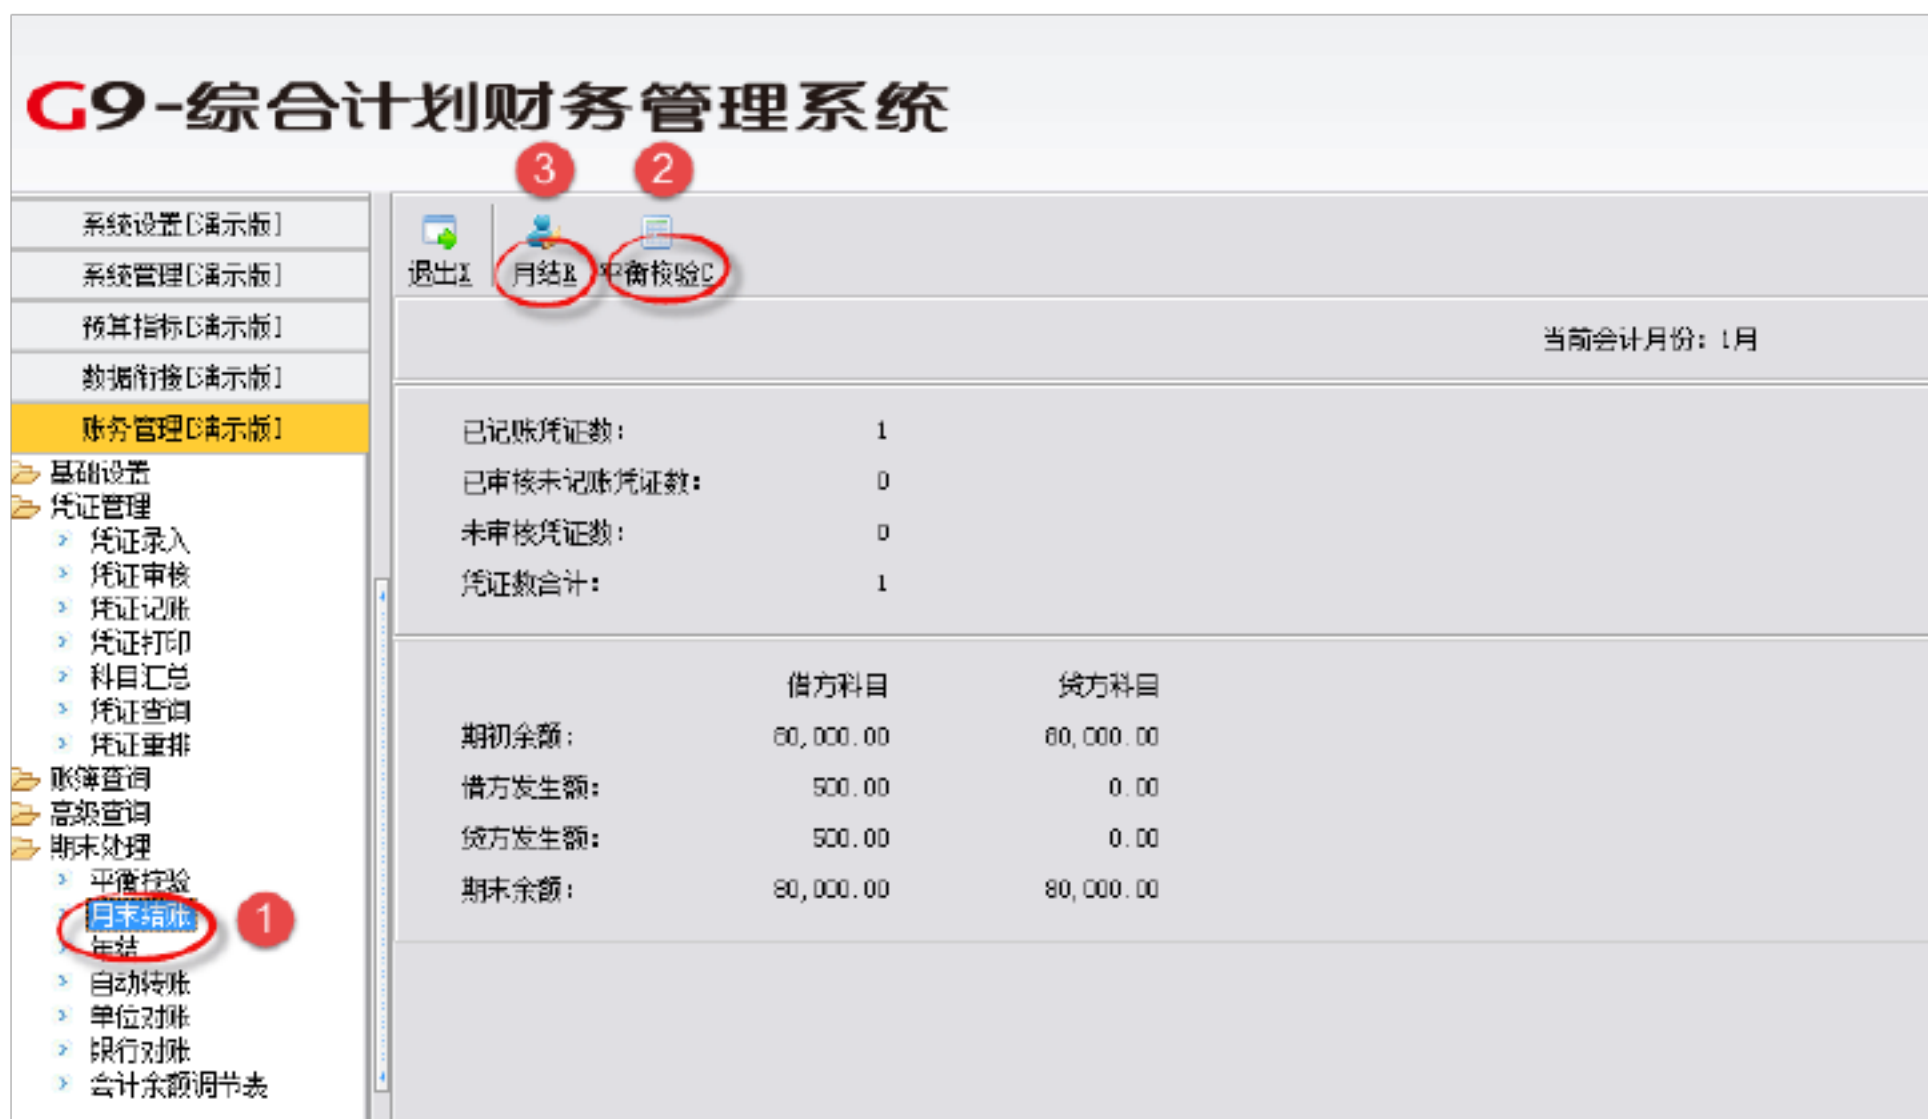 G9-综合计划财务管理系统
3 2
系统设置[演示版]
系统管理[演示版]
预算指标[演示版]
数据衔接[演示版]
账务管理[演示版]
基础设置
凭证管理
凭证录入
凭证审核
凭证记账
凭证打印
科目汇总
凭证查询
凭证重排
账簿查询
高级查询
期末处理
平衡校验
月末结账 1
年结
自动转账
单位对账
银行对账
会计余额调节表
退出X 月结R 平衡校验C
当前会计月份：1月
已记账凭证数： 1
已审核未记账凭证数： 0
未审核凭证数： 0
凭证数合计： 1
借方科目 贷方科目
期初余额： 80,000.00 80,000.00
借方发生额： 500.00 0.00
贷方发生额： 500.00 0.00
期末余额： 80,000.00 80,000.00